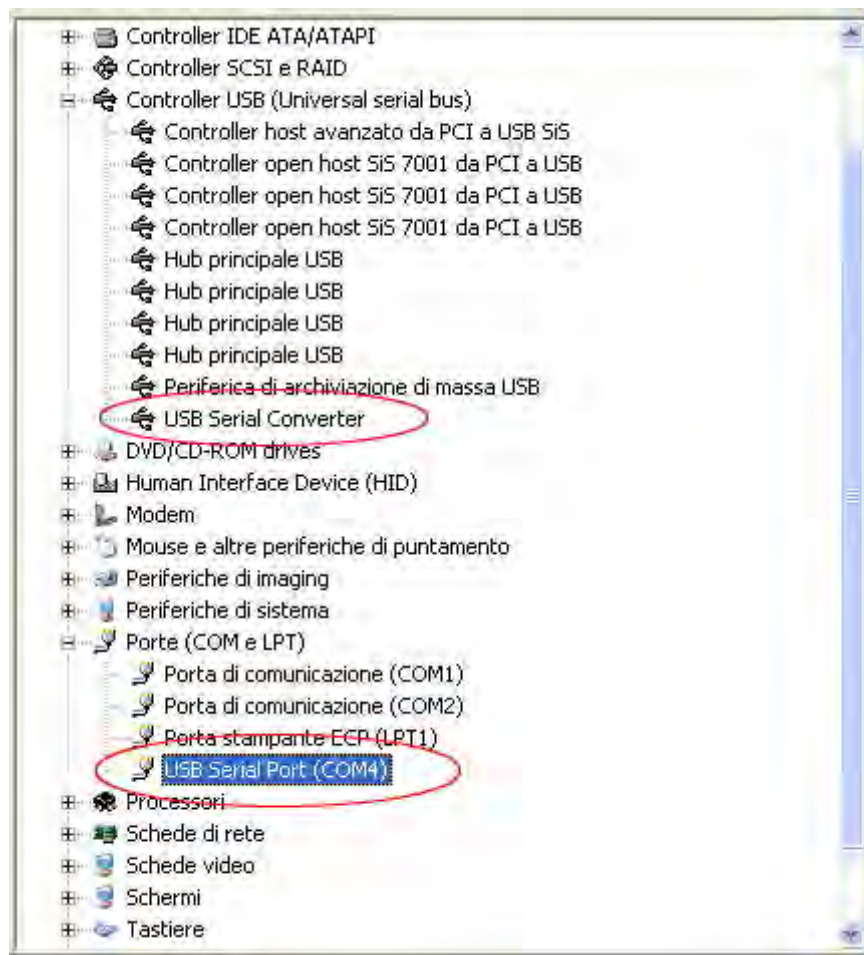 Controller IDE ATA/ATAPI
Controller SCSI e RAID
Controller USB (Universal serial bus)
Controller host avanzato da PCI a USB SiS
Controller open host SiS 7001 da PCI a USB
Controller open host SiS 7001 da PCI a USB
Controller open host SiS 7001 da PCI a USB
Hub principale USB
Hub principale USB
Hub principale USB
Hub principale USB
Periferica di archiviazione di massa USB
USB Serial Converter
DVD/CD-ROM drives
Human Interface Device (HID)
Modem
Mouse e altre periferiche di puntamento
Periferiche di imaging
Periferiche di sistema
Porte (COM e LPT)
Porta di comunicazione (COM1)
Porta di comunicazione (COM2)
Porta stampante ECP (LPT1)
USB Serial Port (COM4)
Processori
Schede di rete
Schede video
Schermi
Tastiere